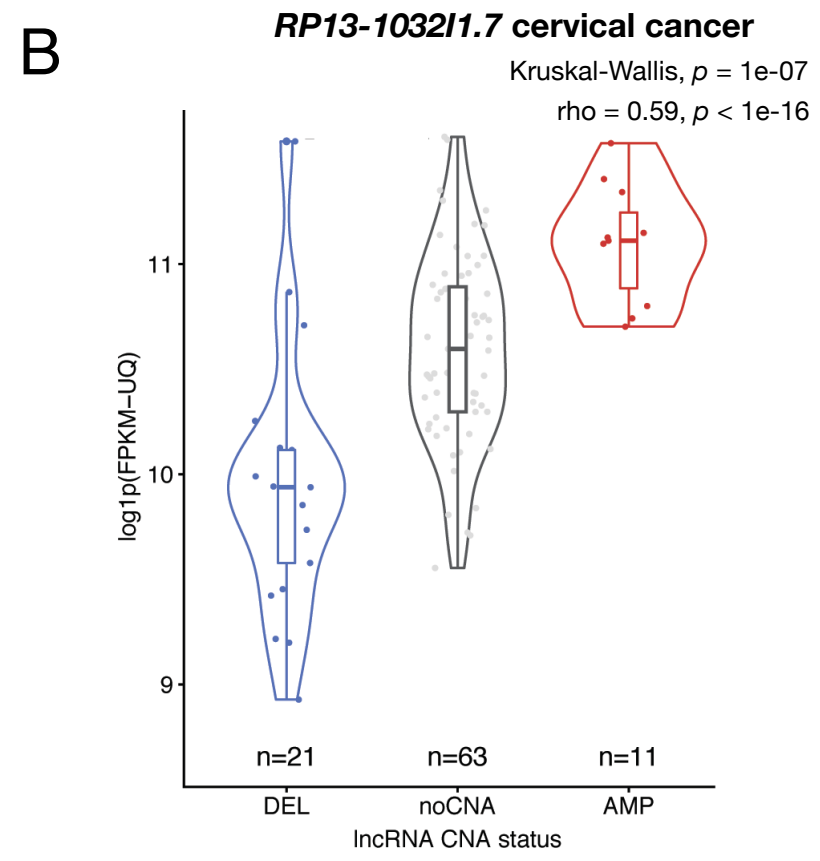 B
RP13-1032I1.7 cervical cancer
Kruskal-Wallis, p = 1e-07
rho = 0.59, p < 1e-16
log1p(FPKM−UQ)
11
10
9
n=21 n=63 n=11
DEL noCNA AMP
lncRNA CNA status